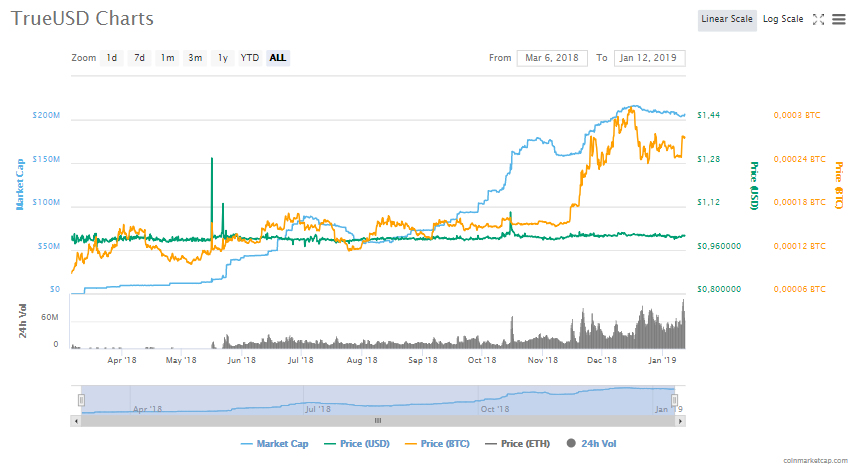 TrueUSD Charts
Linear Scale Log Scale
Zoom 1d 7d 1m 3m 1y YTD ALL
From Mar 6, 2018 To Jan 12, 2019
$200M $1,44 0,0003 BTC
$150M $1,28 0,00024 BTC
$100M $1,12 0,00018 BTC
$50M $0,960000 0,00012 BTC
$0 $0,800000 0,00006 BTC
Market Cap
Price (USD)
Price (BTC)
60M
0
24h Vol
Apr '18 May '18 Jun '18 Jul '18 Aug '18 Sep '18 Oct '18 Nov '18 Dec '18 Jan '19
Apr '18 Jul '18 Oct '18 Jan '19
Market Cap Price (USD) Price (BTC) Price (ETH) 24h Vol
coinmarketcap.com